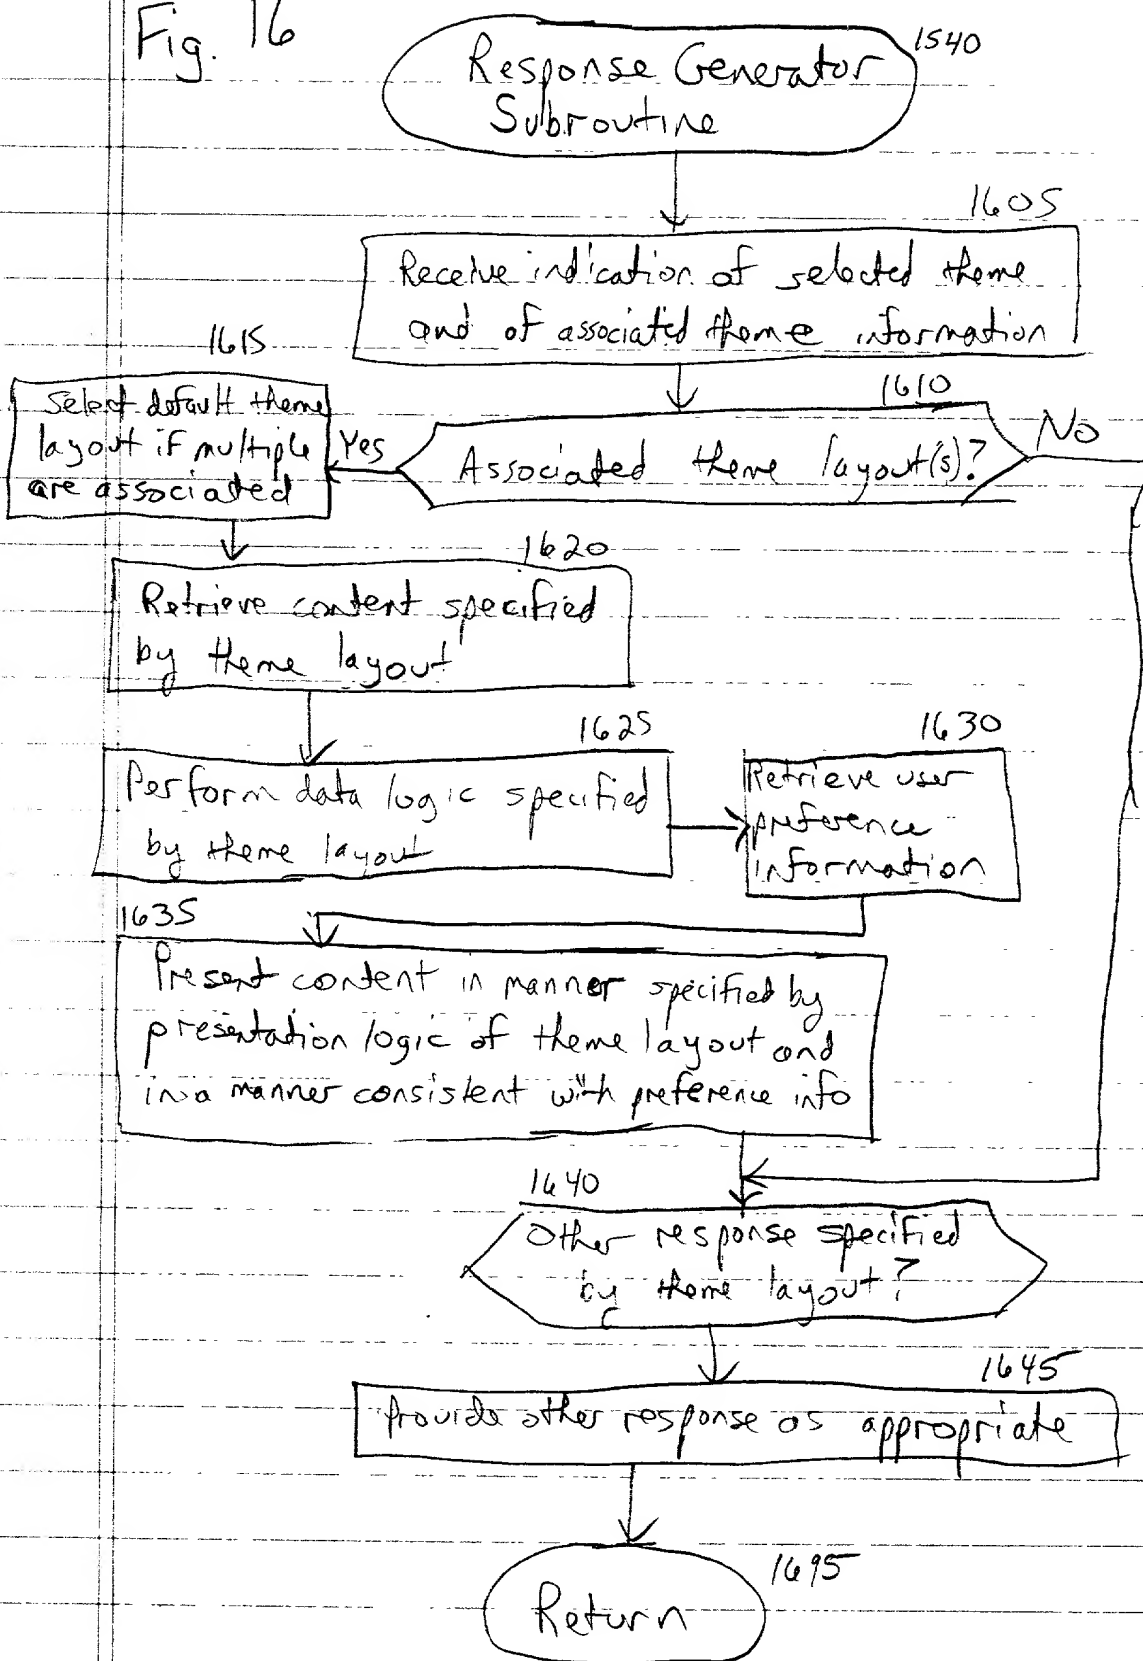 Fig. 16
Response Generator
Subroutine
1540
1605
Receive indication of selected theme
and of associated theme information
1610
Associated theme layout(s)?
Yes
No
1615
Select default theme
layout if multiple
are associated
1620
Retrieve content specified
by theme layout
1625
Perform data logic specified
by theme layout
1630
Retrieve user
preference
information
1635
Present content in manner specified by
presentation logic of theme layout and
in a manner consistent with preference info
1640
Other response specified
by theme layout?
1645
Provide other response as appropriate
1695
Return